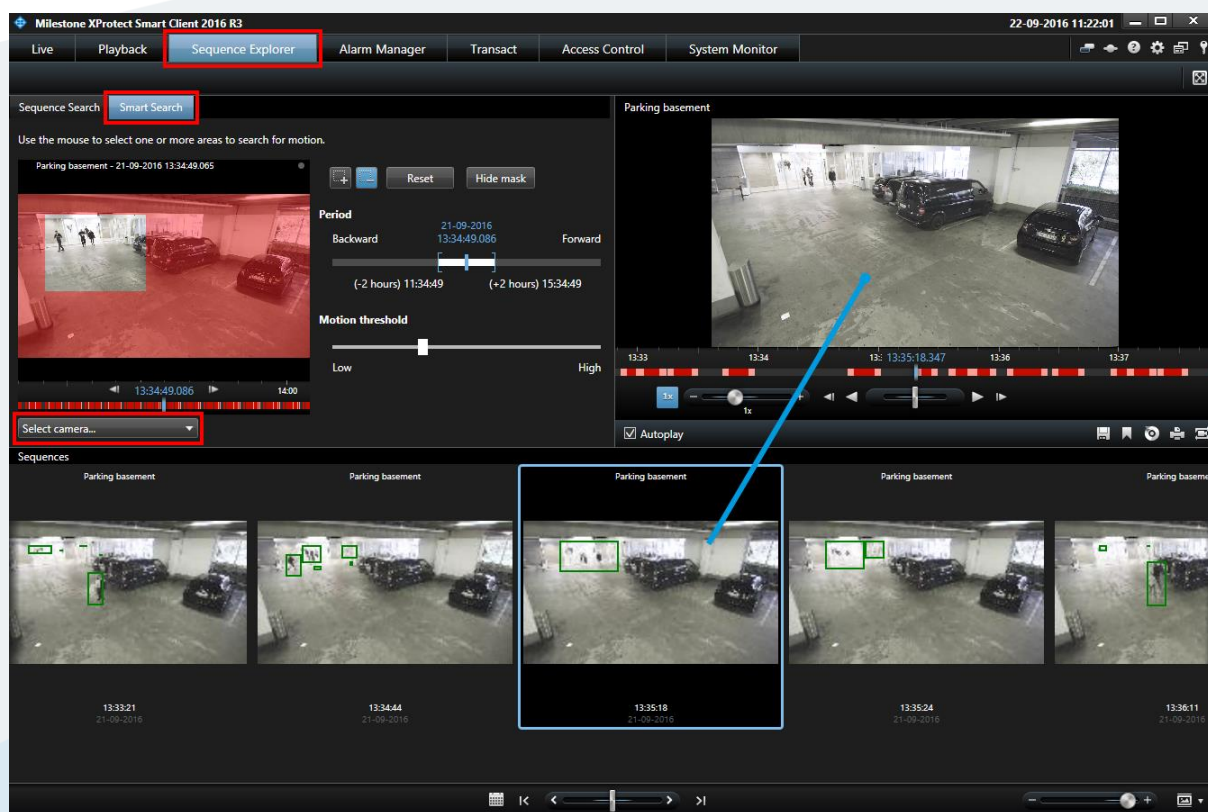 Milestone XProtect Smart Client 2016 R3
22-09-2016 11:22:01
Live Playback Sequence Explorer Alarm Manager Transact Access Control System Monitor
Sequence Search Smart Search
Use the mouse to select one or more areas to search for motion.
Parking basement - 21-09-2016 13:34:49.065
Reset Hide mask
Period
21-09-2016
Backward 13:34:49.086 Forward
(-2 hours) 11:34:49 (+2 hours) 15:34:49
Motion threshold
Low High
13:34:49.086 14:00
Select camera...
Parking basement
13:33 13:34 13:: 13:35:18.347 13:36 13:37
1x
1x
Autoplay
Sequences
Parking basement Parking basement Parking basement Parking basement Parking baseme
13:33:21 13:34:44 13:35:18 13:35:24 13:36:11
21-09-2016 21-09-2016 21-09-2016 21-09-2016 21-09-2016